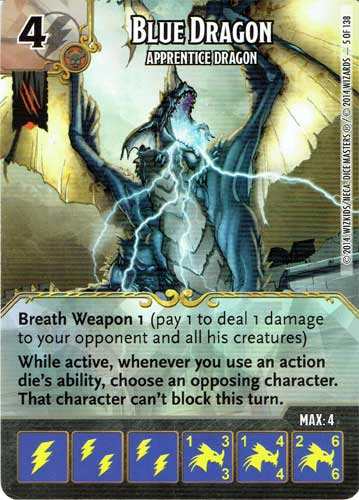 4
BLUE DRAGON
APPRENTICE DRAGON
© 2014 WIZKIDS/NECA. DICE MASTERS © / © 2014 WIZARDS — 5 OF 138
Breath Weapon 1 (pay 1 to deal 1 damage
to your opponent and all his creatures)
While active, whenever you use an action
die's ability, choose an opposing character.
That character can't block this turn.
MAX: 4
1 3 3
1 4 4
2 6 6